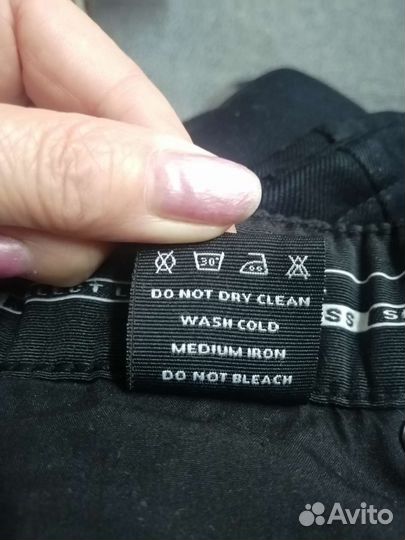 30°
DO NOT DRY CLEAN
WASH COLD
MEDIUM IRON
DO NOT BLEACH
Avito